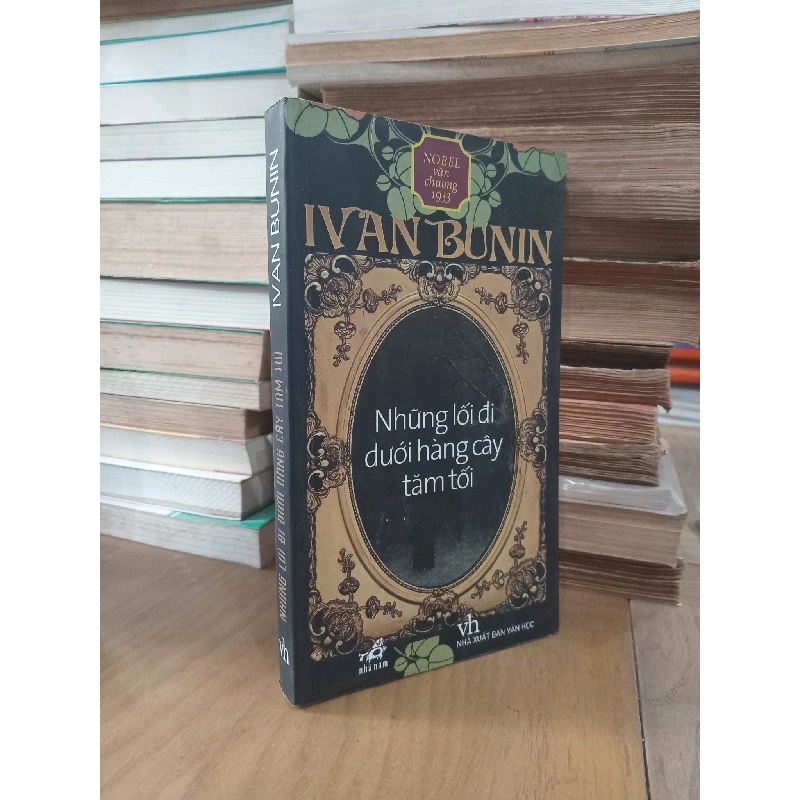 NOBEL
văn
chương
1933
IVAN BUNIN
Những lối đi
dưới hàng cây
tăm tối
nhã nam
vh
NHÀ XUẤT BẢN VĂN HỌC
IVAN BUNIN
NHỮNG LỐI ĐI DƯỚI HÀNG CÂY TĂM TỐI
vh